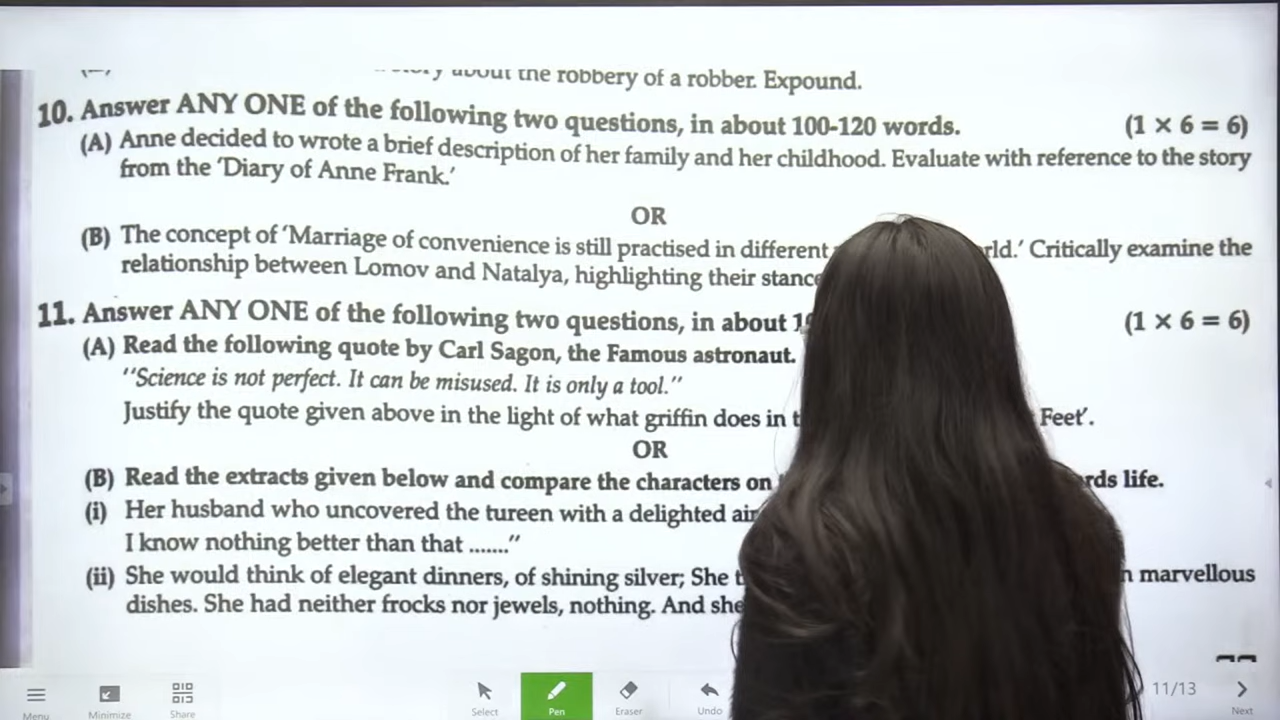 about the robbery of a robber. Expound.
10. Answer ANY ONE of the following two questions, in about 100-120 words. (1 × 6 = 6)
(A) Anne decided to wrote a brief description of her family and her childhood. Evaluate with reference to the story
from the 'Diary of Anne Frank.'
OR
(B) The concept of 'Marriage of convenience is still practised in different rld.' Critically examine the
relationship between Lomov and Natalya, highlighting their stance
11. Answer ANY ONE of the following two questions, in about (1 × 6 = 6)
(A) Read the following quote by Carl Sagon, the Famous astronaut.
"Science is not perfect. It can be misused. It is only a tool."
Justify the quote given above in the light of what griffin does in Feet'.
OR
(B) Read the extracts given below and compare the characters on rds life.
(i) Her husband who uncovered the tureen with a delighted air
I know nothing better than that ......."
(ii) She would think of elegant dinners, of shining silver; She marvellous
dishes. She had neither frocks nor jewels, nothing. And she
Menu Minimize Share Select Pen Eraser Undo 11/13 Next